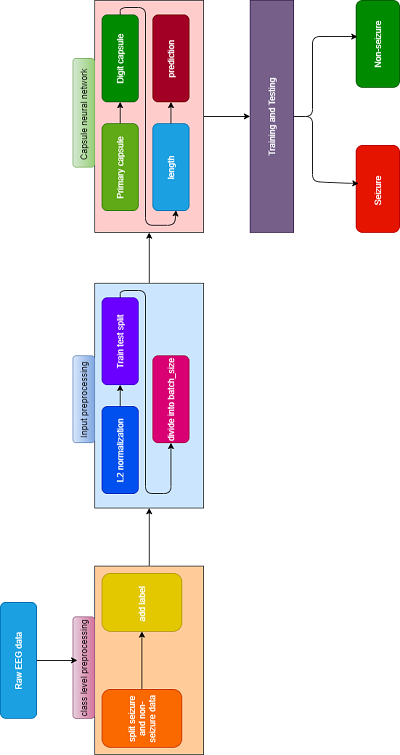 Raw EEG data
class level preprocessing
split seizure
and non-
seizure data
add label
Input preprocessing
L2 normalization
Train test split
divide into batch_size
Capsule neural network
Primary capsule
Digit capsule
length
prediction
Training and Testing
Seizure
Non-seizure